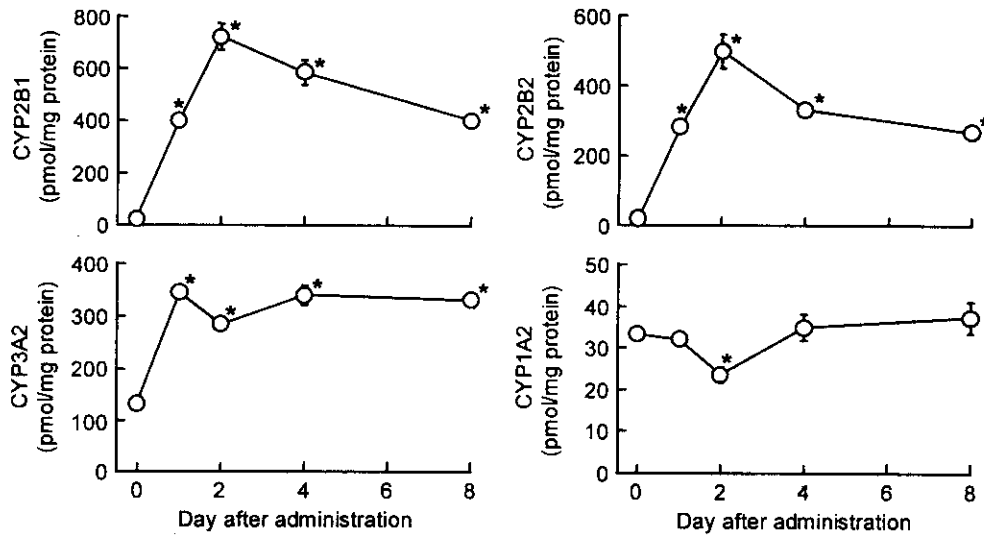 800
600
400
200
0
CYP2B1
(pmol/mg protein)
*
*
*
*
600
400
200
0
CYP2B2
(pmol/mg protein)
*
*
*
*
400
300
200
100
0
CYP3A2
(pmol/mg protein)
*
*
*
*
0 2 4 6 8
Day after administration
50
40
30
20
10
0
CYP1A2
(pmol/mg protein)
*
0 2 4 6 8
Day after administration